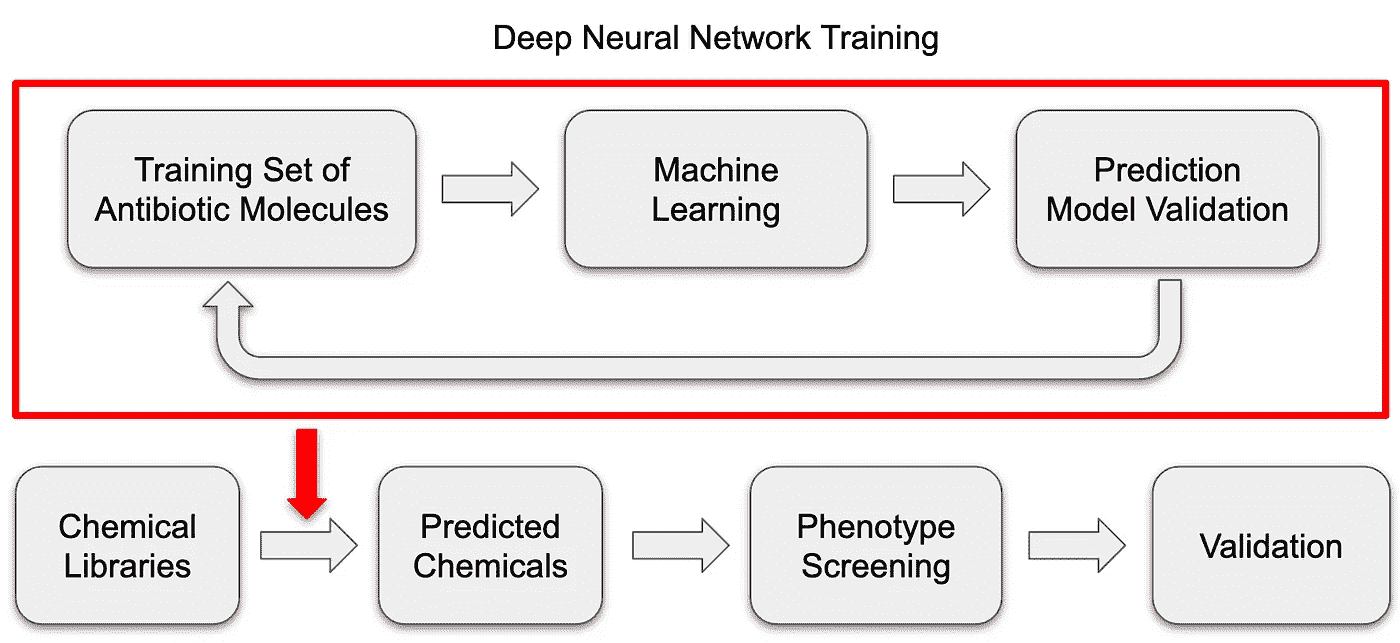 Deep Neural Network Training
Training Set of
Antibiotic Molecules
Machine
Learning
Prediction
Model Validation
Chemical
Libraries
Predicted
Chemicals
Phenotype
Screening
Validation